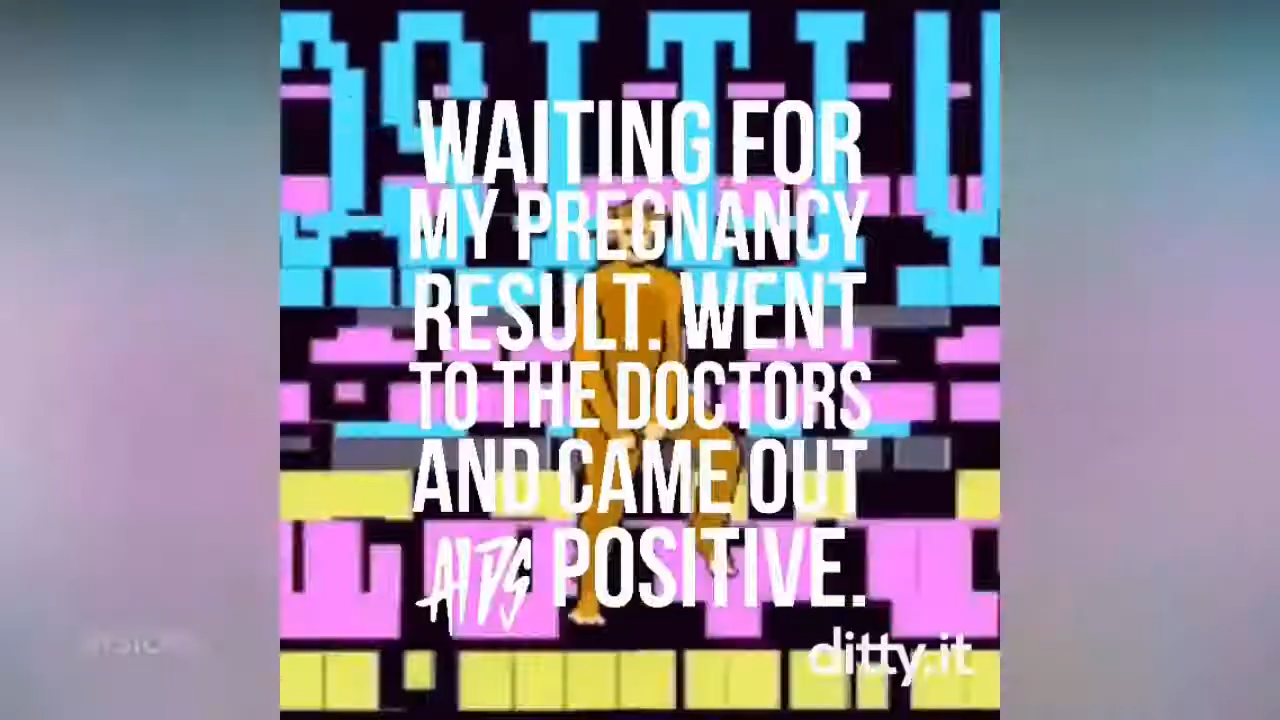 WAITING FOR
MY PREGNANCY
RESULT. WENT
TO THE DOCTORS
AND CAME OUT
AIDS POSITIVE.
ditty.it